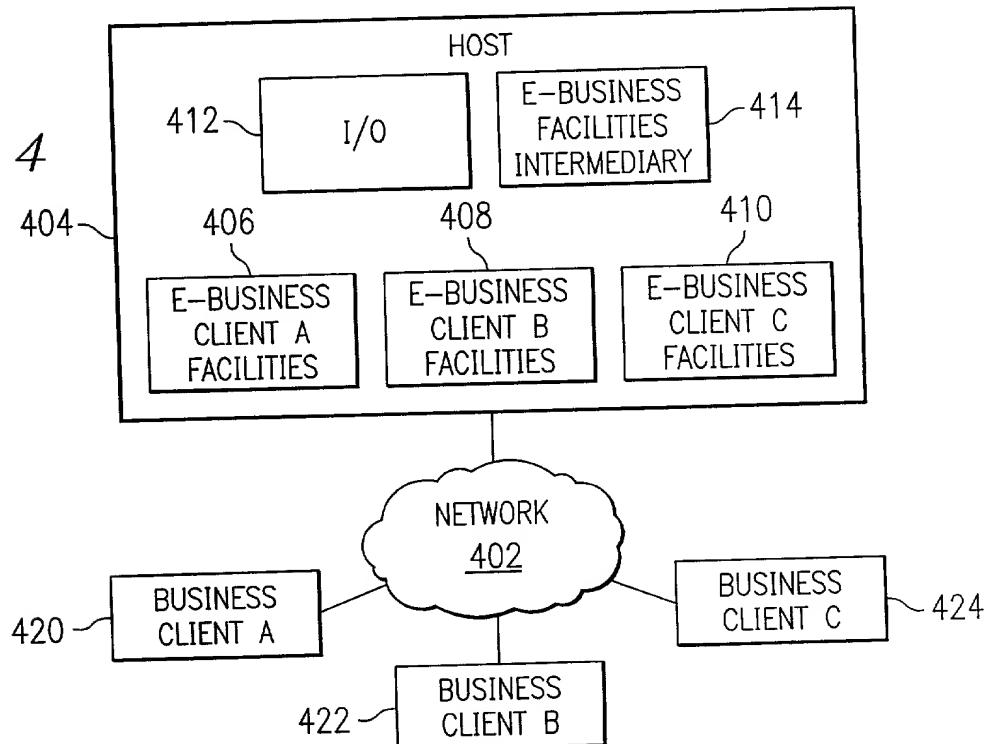 HOST
412
I/O
E-BUSINESS
FACILITIES
INTERMEDIARY
414
4
404
406
408
410
E-BUSINESS
CLIENT A
FACILITIES
E-BUSINESS
CLIENT B
FACILITIES
E-BUSINESS
CLIENT C
FACILITIES
NETWORK
402
420
BUSINESS
CLIENT A
BUSINESS
CLIENT C
424
422
BUSINESS
CLIENT B